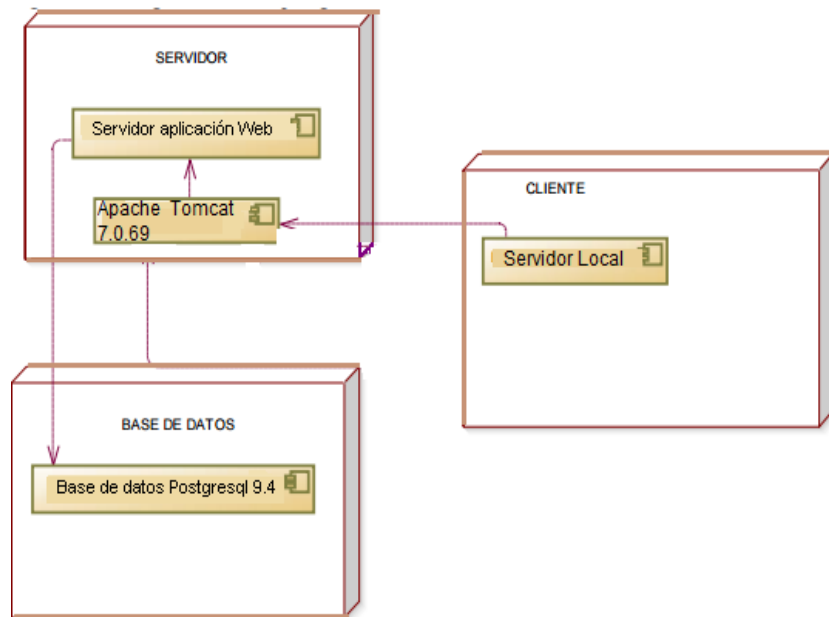 SERVIDOR
Servidor aplicación Web
Apache Tomcat
7.0.69
CLIENTE
Servidor Local
BASE DE DATOS
Base de datos Postgresql 9.4